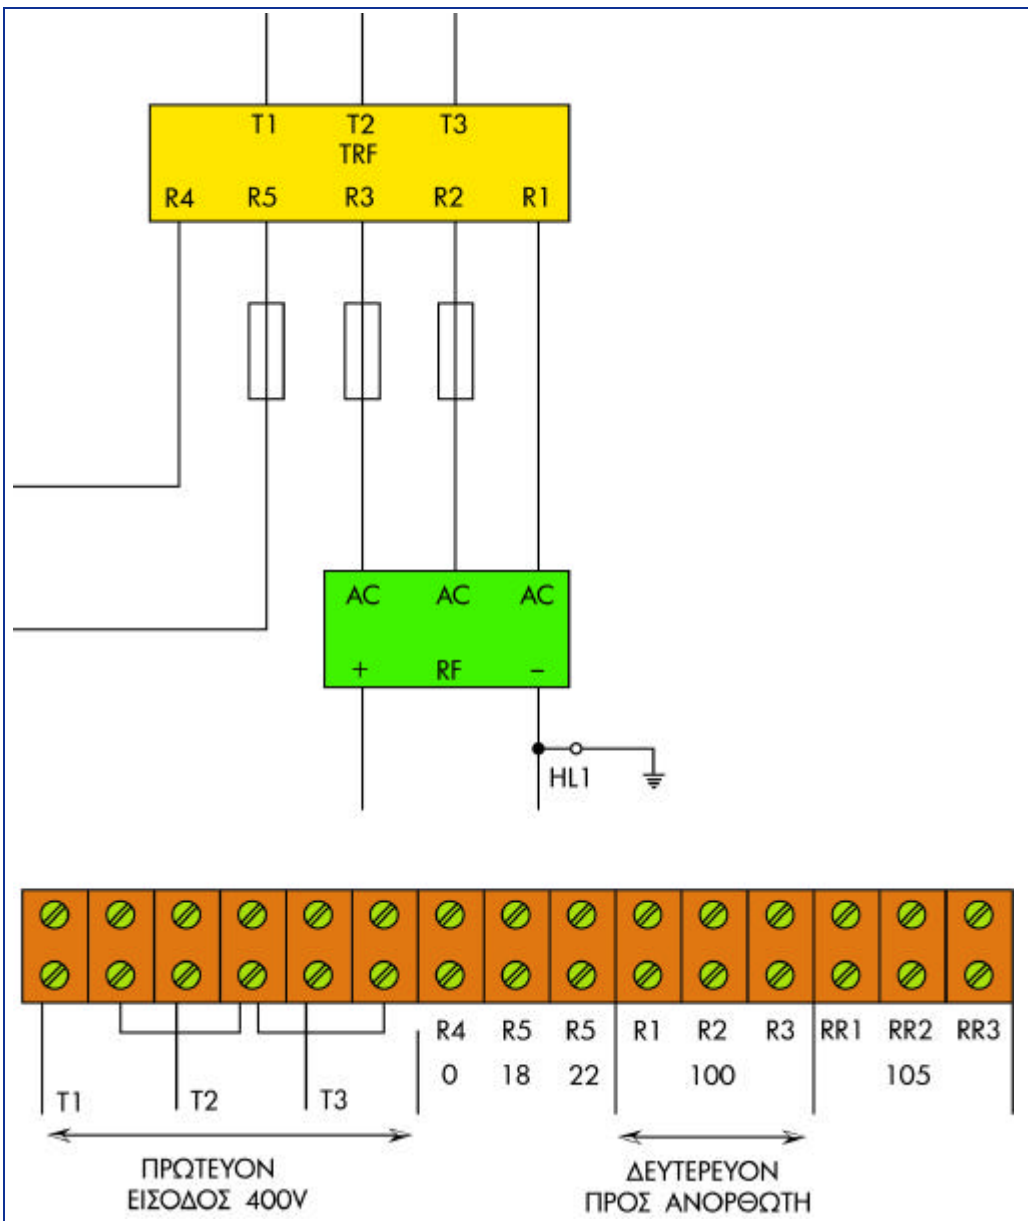 T1 T2 T3
TRF
R4 R5 R3 R2 R1
AC AC AC
+ RF −
HL1
R4 R5 R5 R1 R2 R3 RR1 RR2 RR3
0 18 22 100 105
T1 T2 T3
ΠΡΩΤΕΥΟΝ
ΕΙΣΟΔΟΣ 400V
ΔΕΥΤΕΡΕΥΟΝ
ΠΡΟΣ ΑΝΟΡΘΩΤΗ